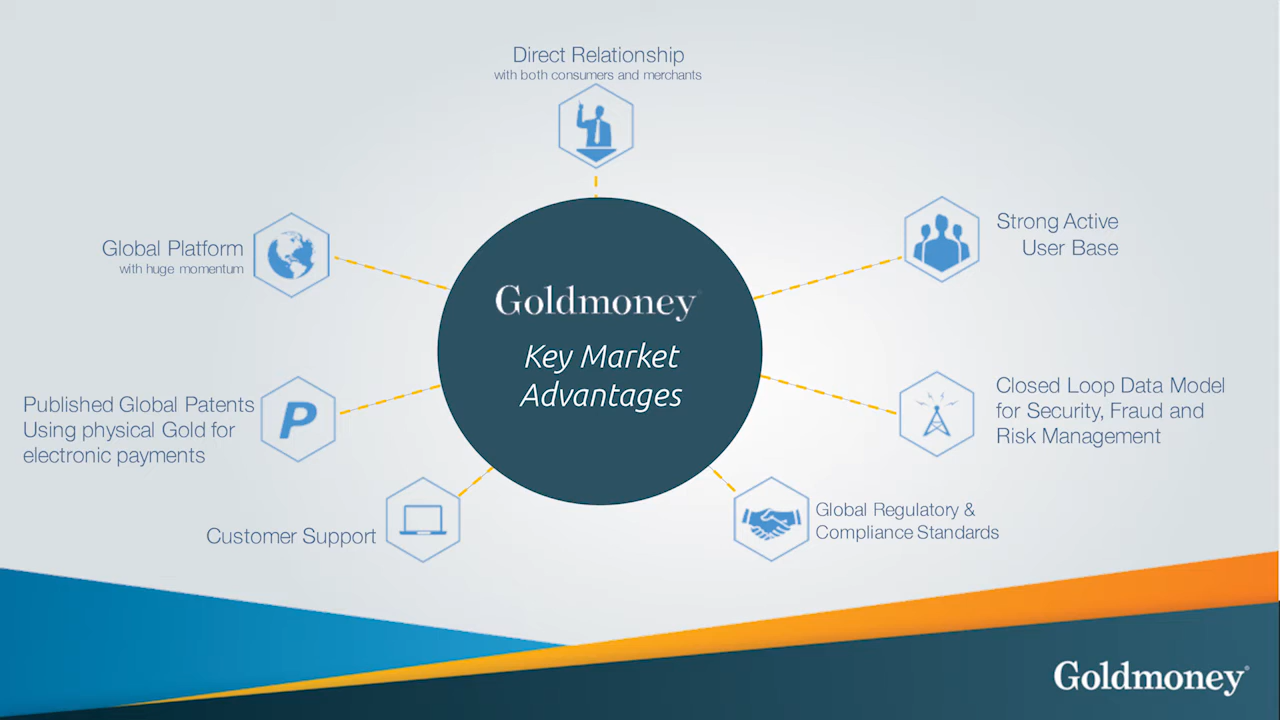 Direct Relationship
with both consumers and merchants
Global Platform
with huge momentum
Strong Active
User Base
Goldmoney
Key Market
Advantages
Published Global Patents
Using physical Gold for
electronic payments
P
Closed Loop Data Model
for Security, Fraud and
Risk Management
Customer Support
Global Regulatory &
Compliance Standards
Goldmoney®